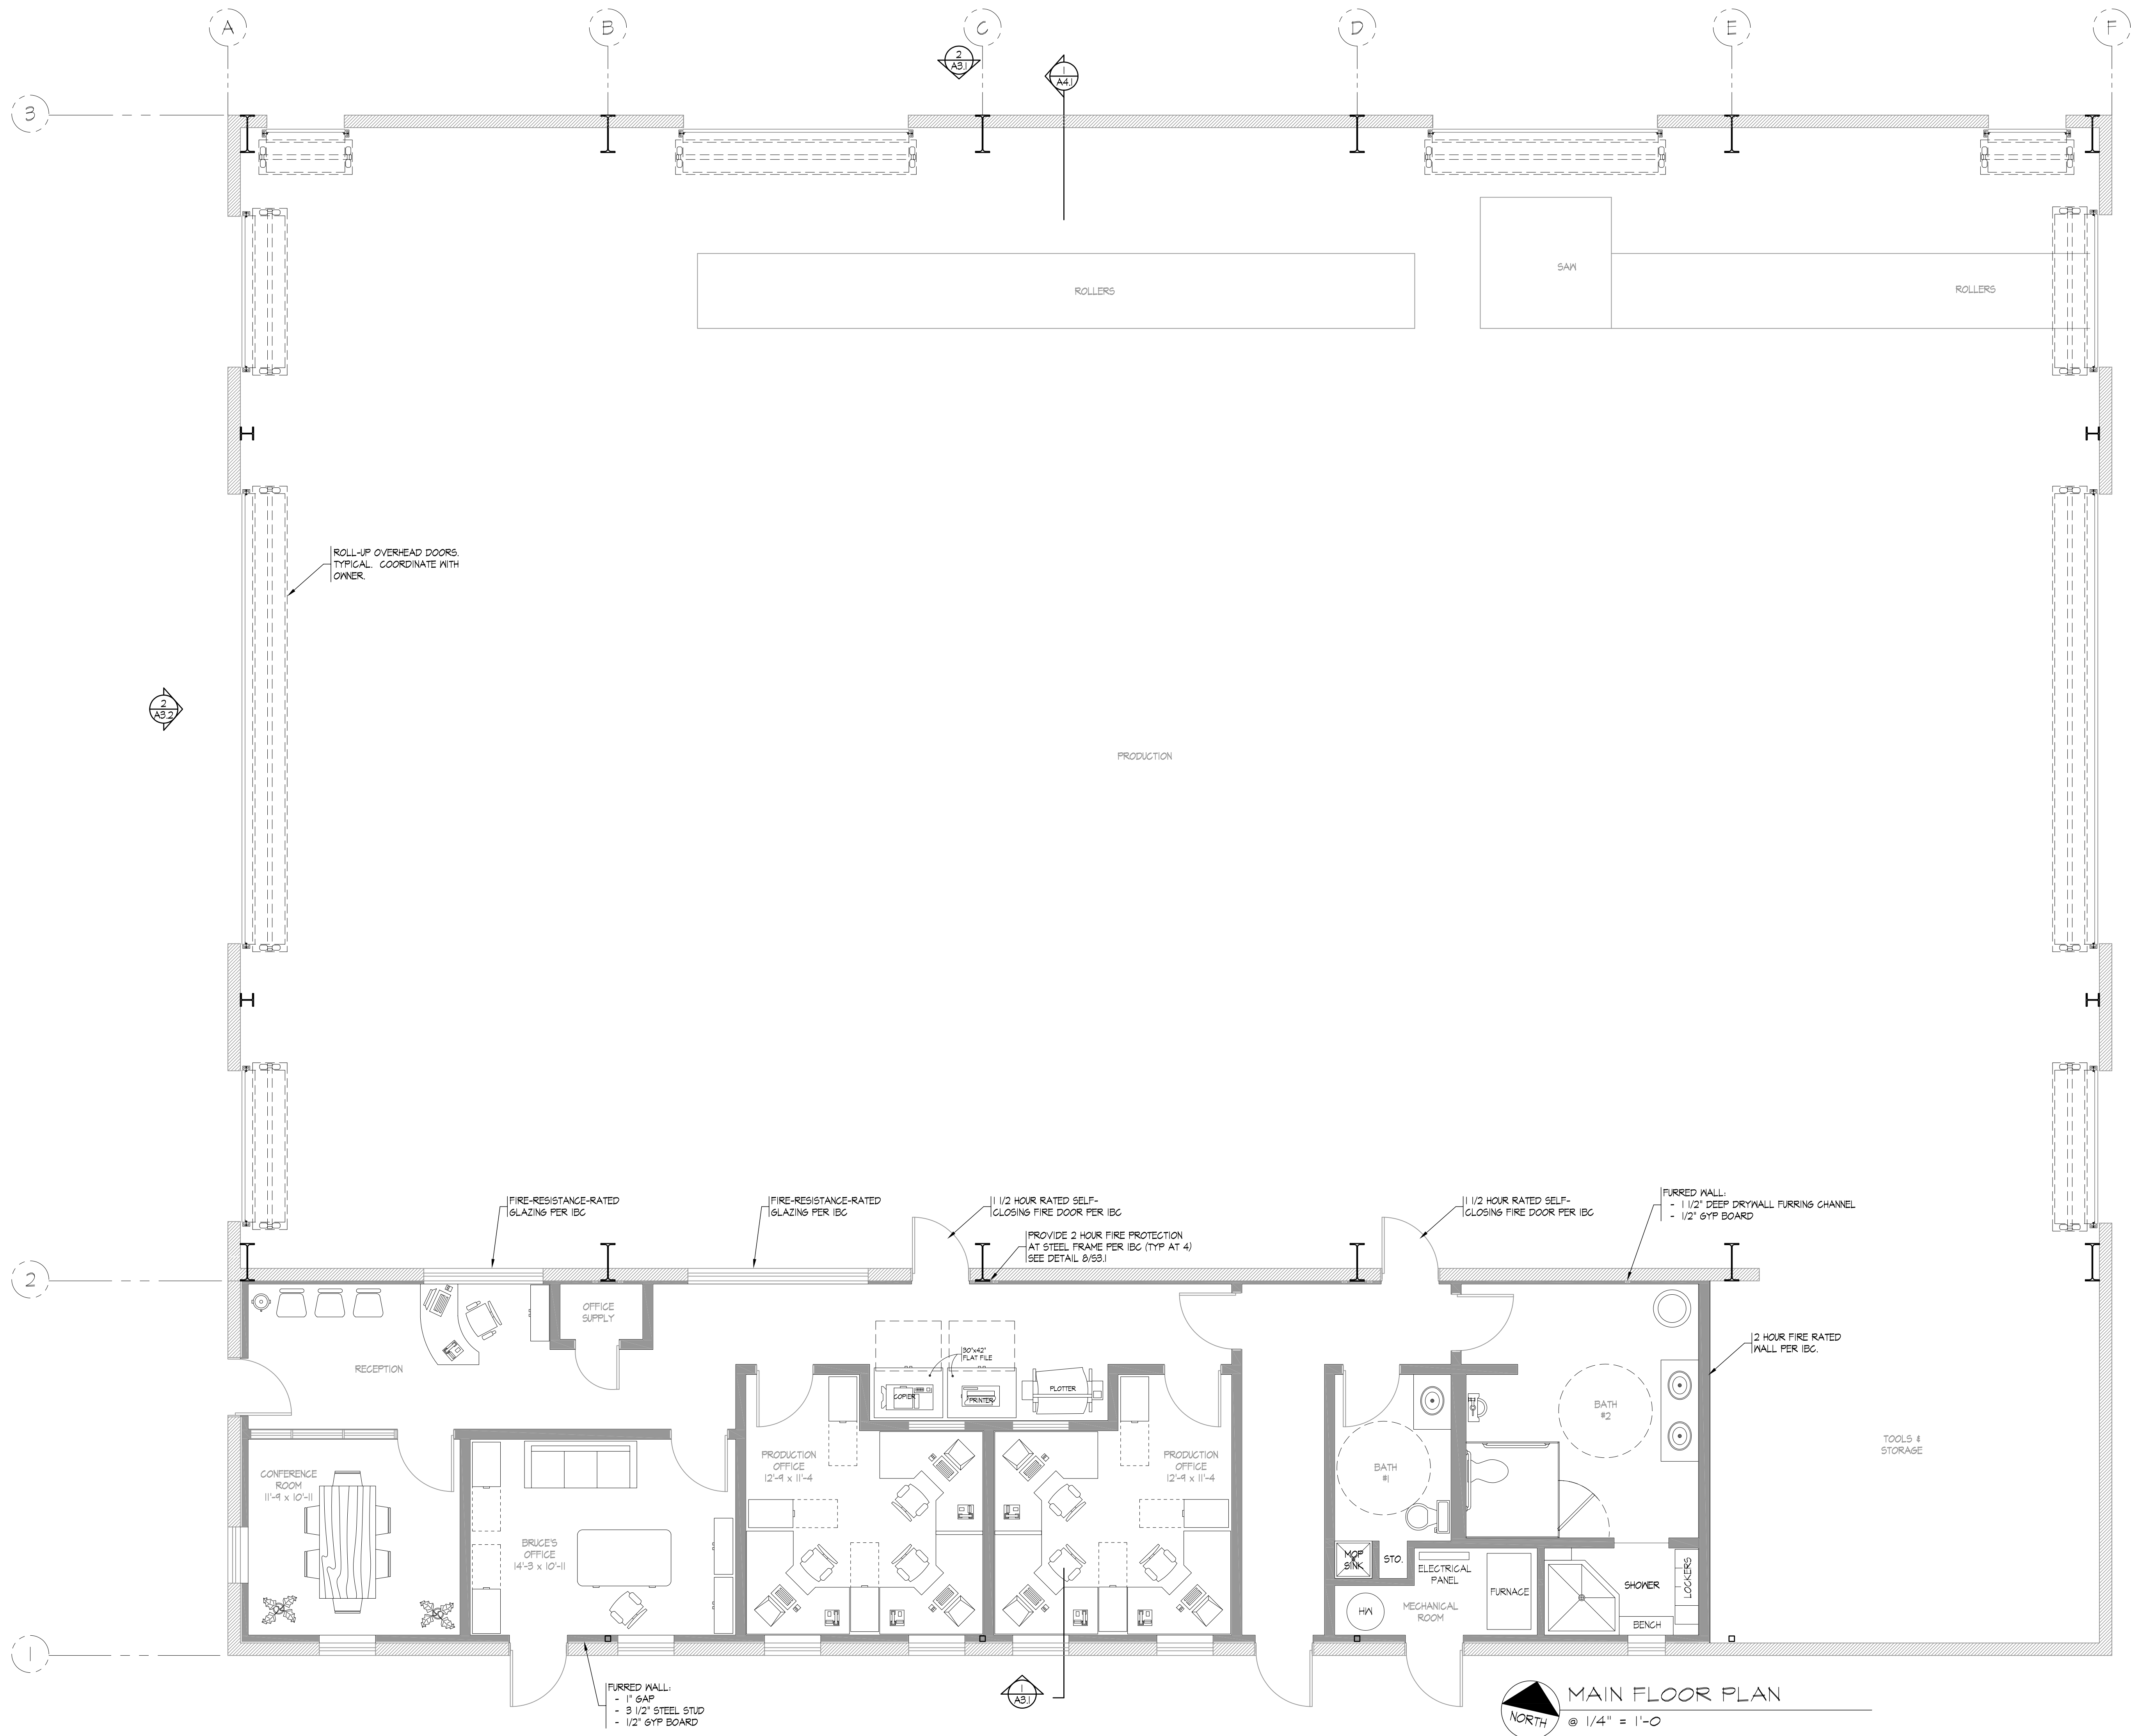 A
B
C
D
E
F
2
A3.1
1
A4.1
3
SAW
ROLLERS
ROLLERS
ROLL-UP OVERHEAD DOORS.
TYPICAL. COORDINATE WITH
OWNER.
2
A3.2
PRODUCTION
FIRE-RESISTANCE-RATED
GLAZING PER IBC
FIRE-RESISTANCE-RATED
GLAZING PER IBC
1 1/2 HOUR RATED SELF-
CLOSING FIRE DOOR PER IBC
PROVIDE 2 HOUR FIRE PROTECTION
AT STEEL FRAME PER IBC (TYP AT 4)
SEE DETAIL 8/S3.1
1 1/2 HOUR RATED SELF-
CLOSING FIRE DOOR PER IBC
FURRED WALL:
- 1 1/2" DEEP DRYWALL FURRING CHANNEL
- 1/2" GYP BOARD
2
OFFICE
SUPPLY
RECEPTION
30"x42"
FLAT FILE
COPIER
PRINTER
PLOTTER
2 HOUR FIRE RATED
WALL PER IBC.
BATH
#2
TOOLS &
STORAGE
CONFERENCE
ROOM
11'-9 x 10'-11
BRUCE'S
OFFICE
14'-3 x 10'-11
PRODUCTION
OFFICE
12'-9 x 11'-4
PRODUCTION
OFFICE
12'-9 x 11'-4
BATH
#1
MOP
SINK
STO.
ELECTRICAL
PANEL
FURNACE
HW
MECHANICAL
ROOM
SHOWER
LOCKERS
BENCH
1
FURRED WALL:
- 1" GAP
- 3 1/2" STEEL STUD
- 1/2" GYP BOARD
1
A3.1
NORTH
MAIN FLOOR PLAN
@ 1/4" = 1'-0